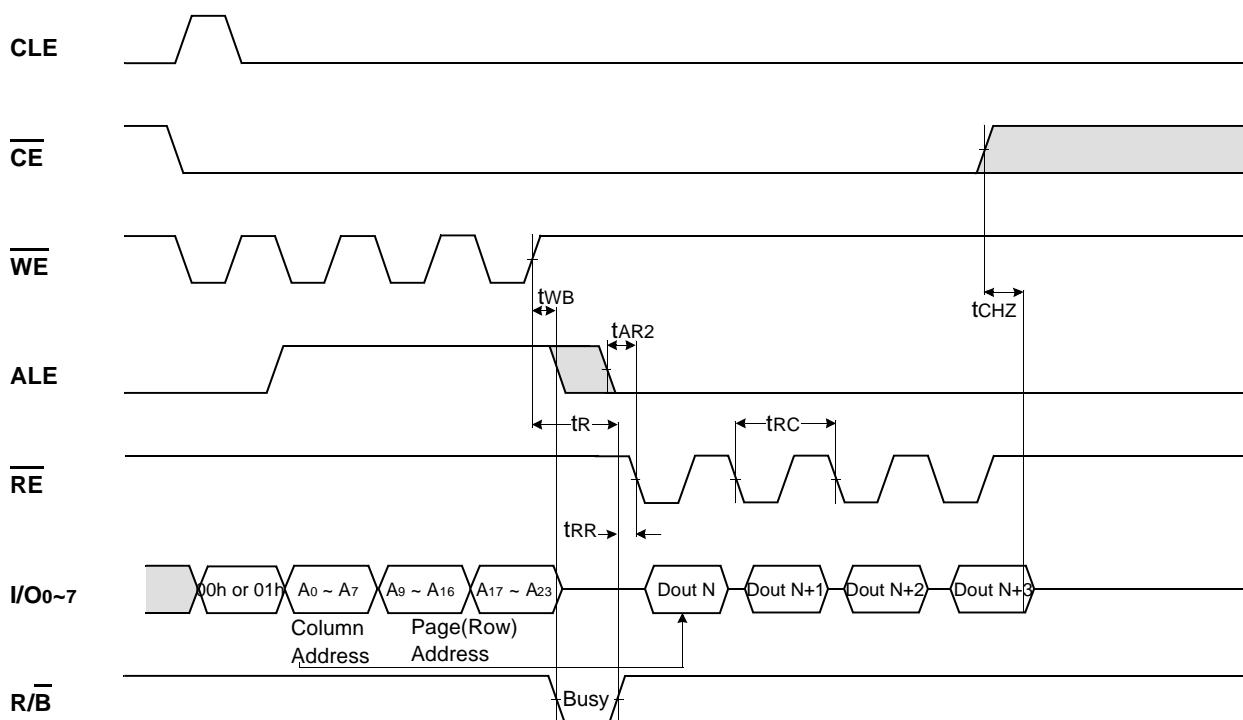 CLE
CE
WE
tWB
tCHZ
tAR2
ALE
tR
tRC
RE
tRR
I/O0~7
00h or 01h
A0 ~ A7
A9 ~ A16
A17 ~ A23
Dout N
Dout N+1
Dout N+2
Dout N+3
Column
Address
Page(Row)
Address
R/B
Busy